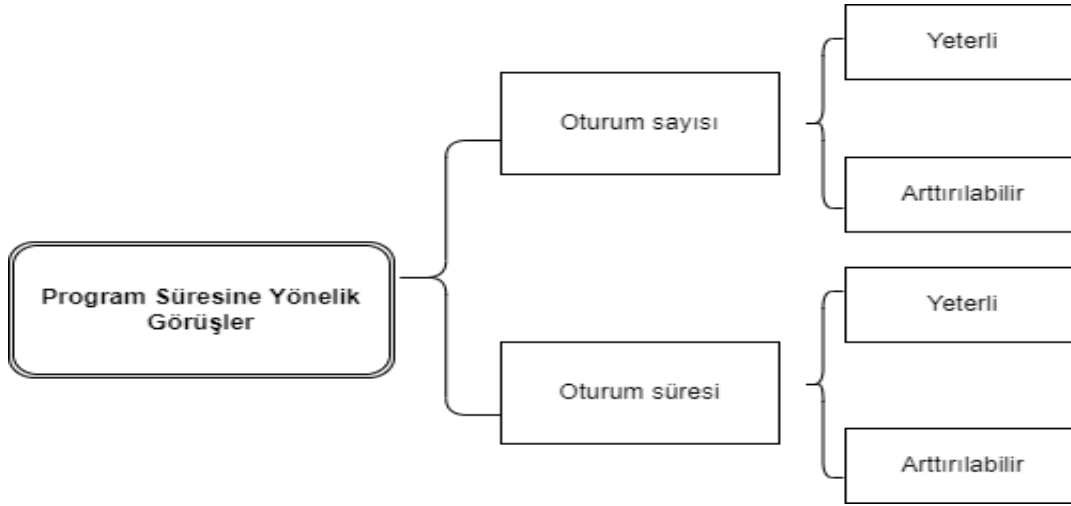 Program Süresine Yönelik
Görüşler
Oturum sayısı
Yeterli
Arttırılabilir
Oturum süresi
Yeterli
Arttırılabilir